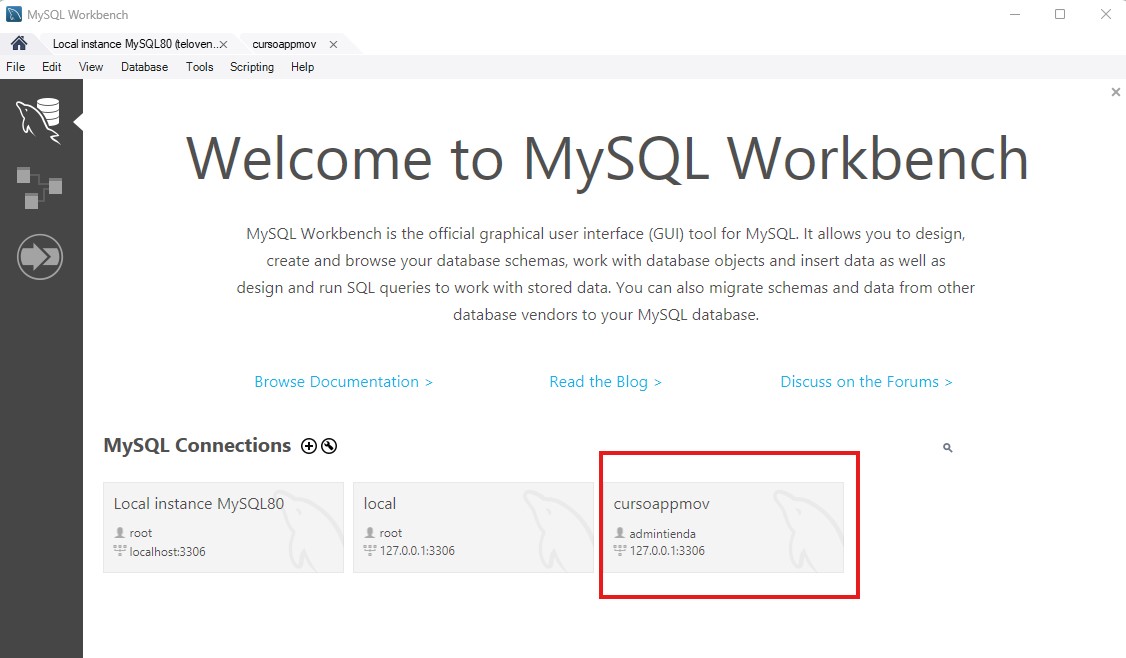 MySQL Workbench
Local instance MySQL80 (teloven... cursoappmov
File Edit View Database Tools Scripting Help
Welcome to MySQL Workbench
MySQL Workbench is the official graphical user interface (GUI) tool for MySQL. It allows you to design,
create and browse your database schemas, work with database objects and insert data as well as
design and run SQL queries to work with stored data. You can also migrate schemas and data from other
database vendors to your MySQL database.
Browse Documentation > Read the Blog > Discuss on the Forums >
MySQL Connections
Local instance MySQL80
root
localhost:3306
local
root
127.0.0.1:3306
cursoappmov
admintienda
127.0.0.1:3306